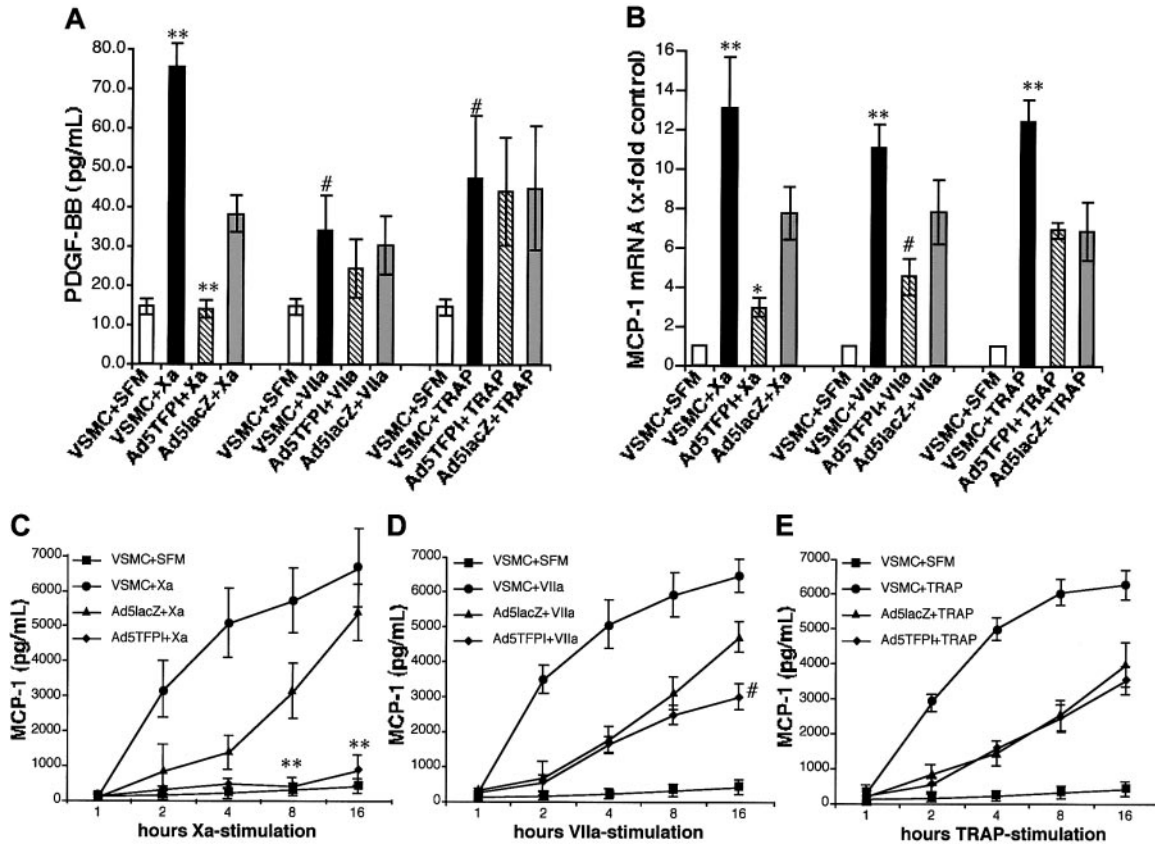 A
PDGF-BB (pg/mL)
80.0
70.0
60.0
50.0
40.0
30.0
20.0
10.0
0.0
**
**
#
#
VSMC+SFM
VSMC+Xa
Ad5TFPI+Xa
Ad5lacZ+Xa
VSMC+SFM
VSMC+VIIa
Ad5TFPI+VIIa
Ad5lacZ+VIIa
VSMC+SFM
VSMC+TRAP
Ad5TFPI+TRAP
Ad5lacZ+TRAP
B
MCP-1 mRNA (x-fold control)
16
14
12
10
8
6
4
2
0
**
*
**
#
**
VSMC+SFM
VSMC+Xa
Ad5TFPI+Xa
Ad5lacZ+Xa
VSMC+SFM
VSMC+VIIa
Ad5TFPI+VIIa
Ad5lacZ+VIIa
VSMC+SFM
VSMC+TRAP
Ad5TFPI+TRAP
Ad5lacZ+TRAP
C
MCP-1 (pg/mL)
7000
6000
5000
4000
3000
2000
1000
0
VSMC+SFM
VSMC+Xa
Ad5lacZ+Xa
Ad5TFPI+Xa
**
**
1 2 4 8 16
hours Xa-stimulation
D
MCP-1 (pg/mL)
7000
6000
5000
4000
3000
2000
1000
0
VSMC+SFM
VSMC+VIIa
Ad5lacZ+VIIa
Ad5TFPI+VIIa
#
1 2 4 8 16
hours VIIa-stimulation
E
MCP-1 (pg/mL)
7000
6000
5000
4000
3000
2000
1000
0
VSMC+SFM
VSMC+TRAP
Ad5lacZ+TRAP
Ad5TFPI+TRAP
1 2 4 8 16
hours TRAP-stimulation